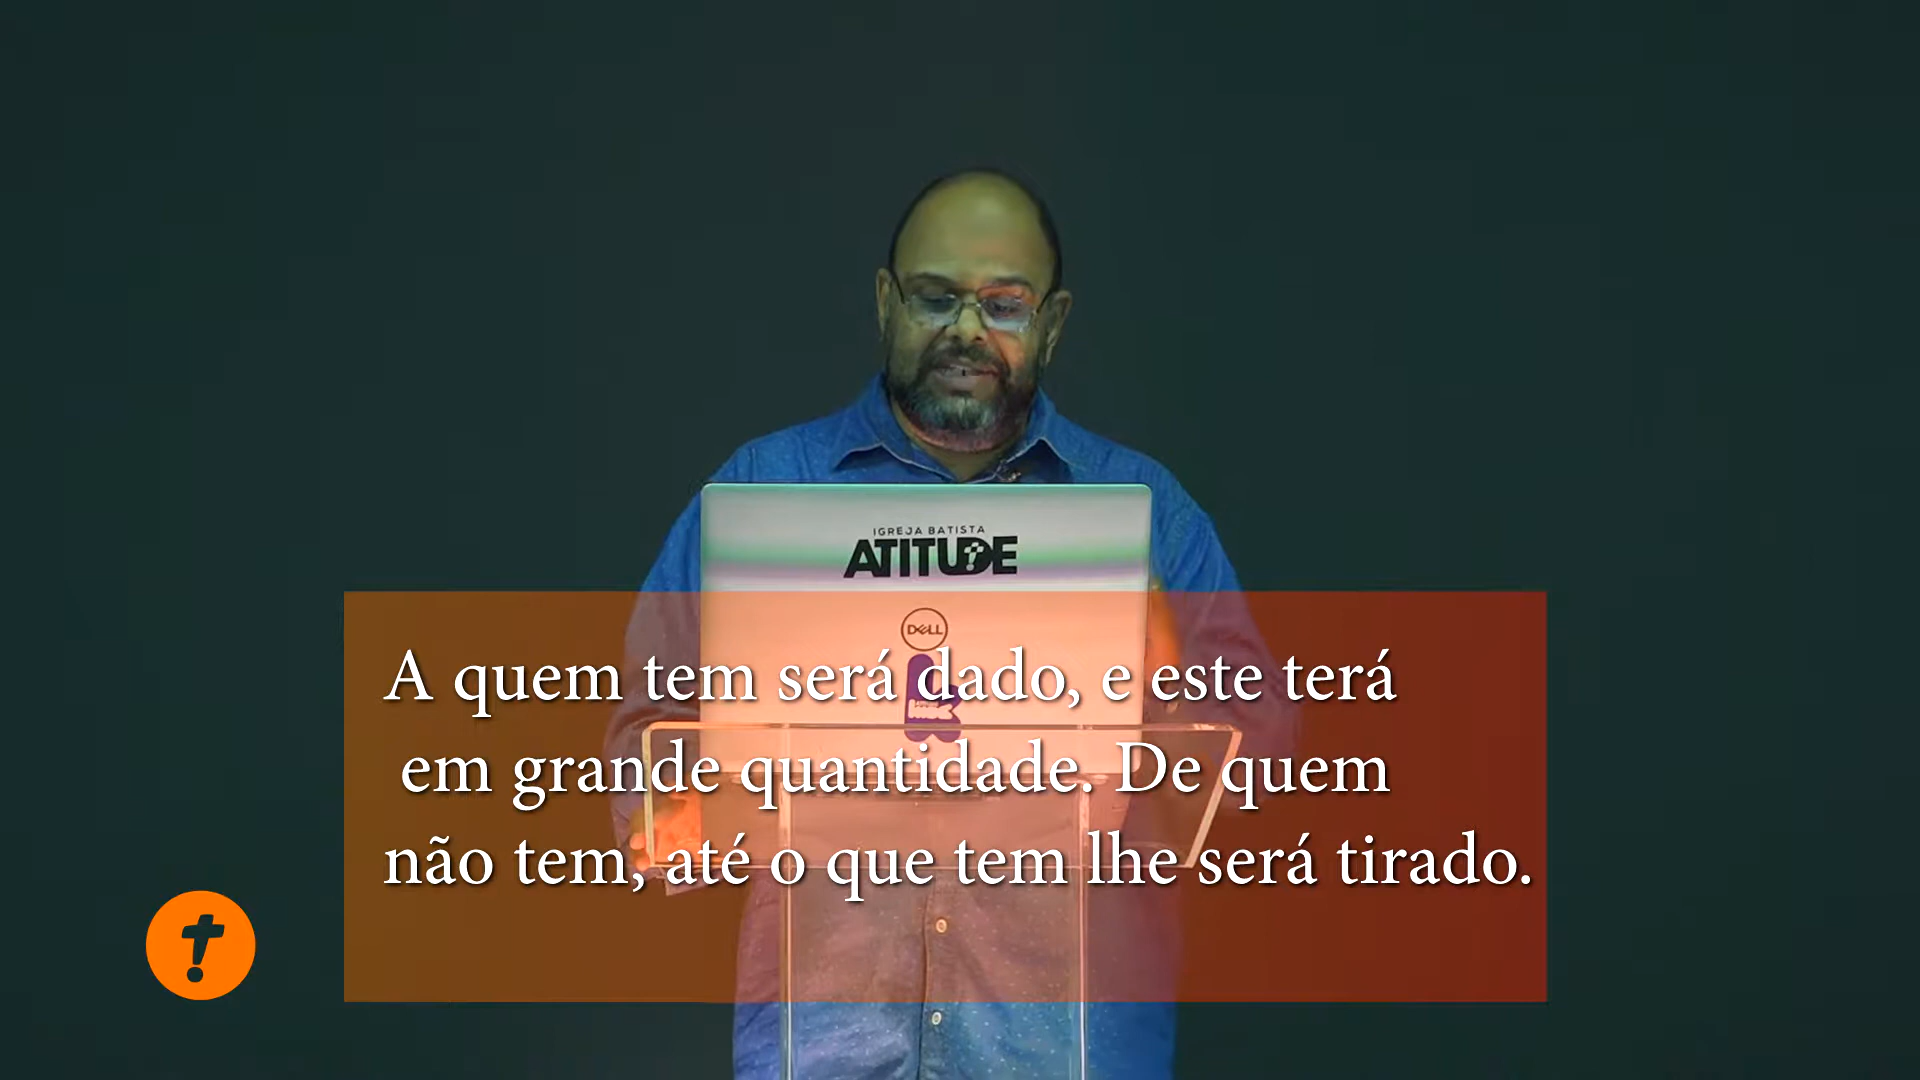 IGREJA BATISTA
ATITUDE
DELL
A quem tem será dado, e este terá
em grande quantidade. De quem
não tem, até o que tem lhe será tirado.